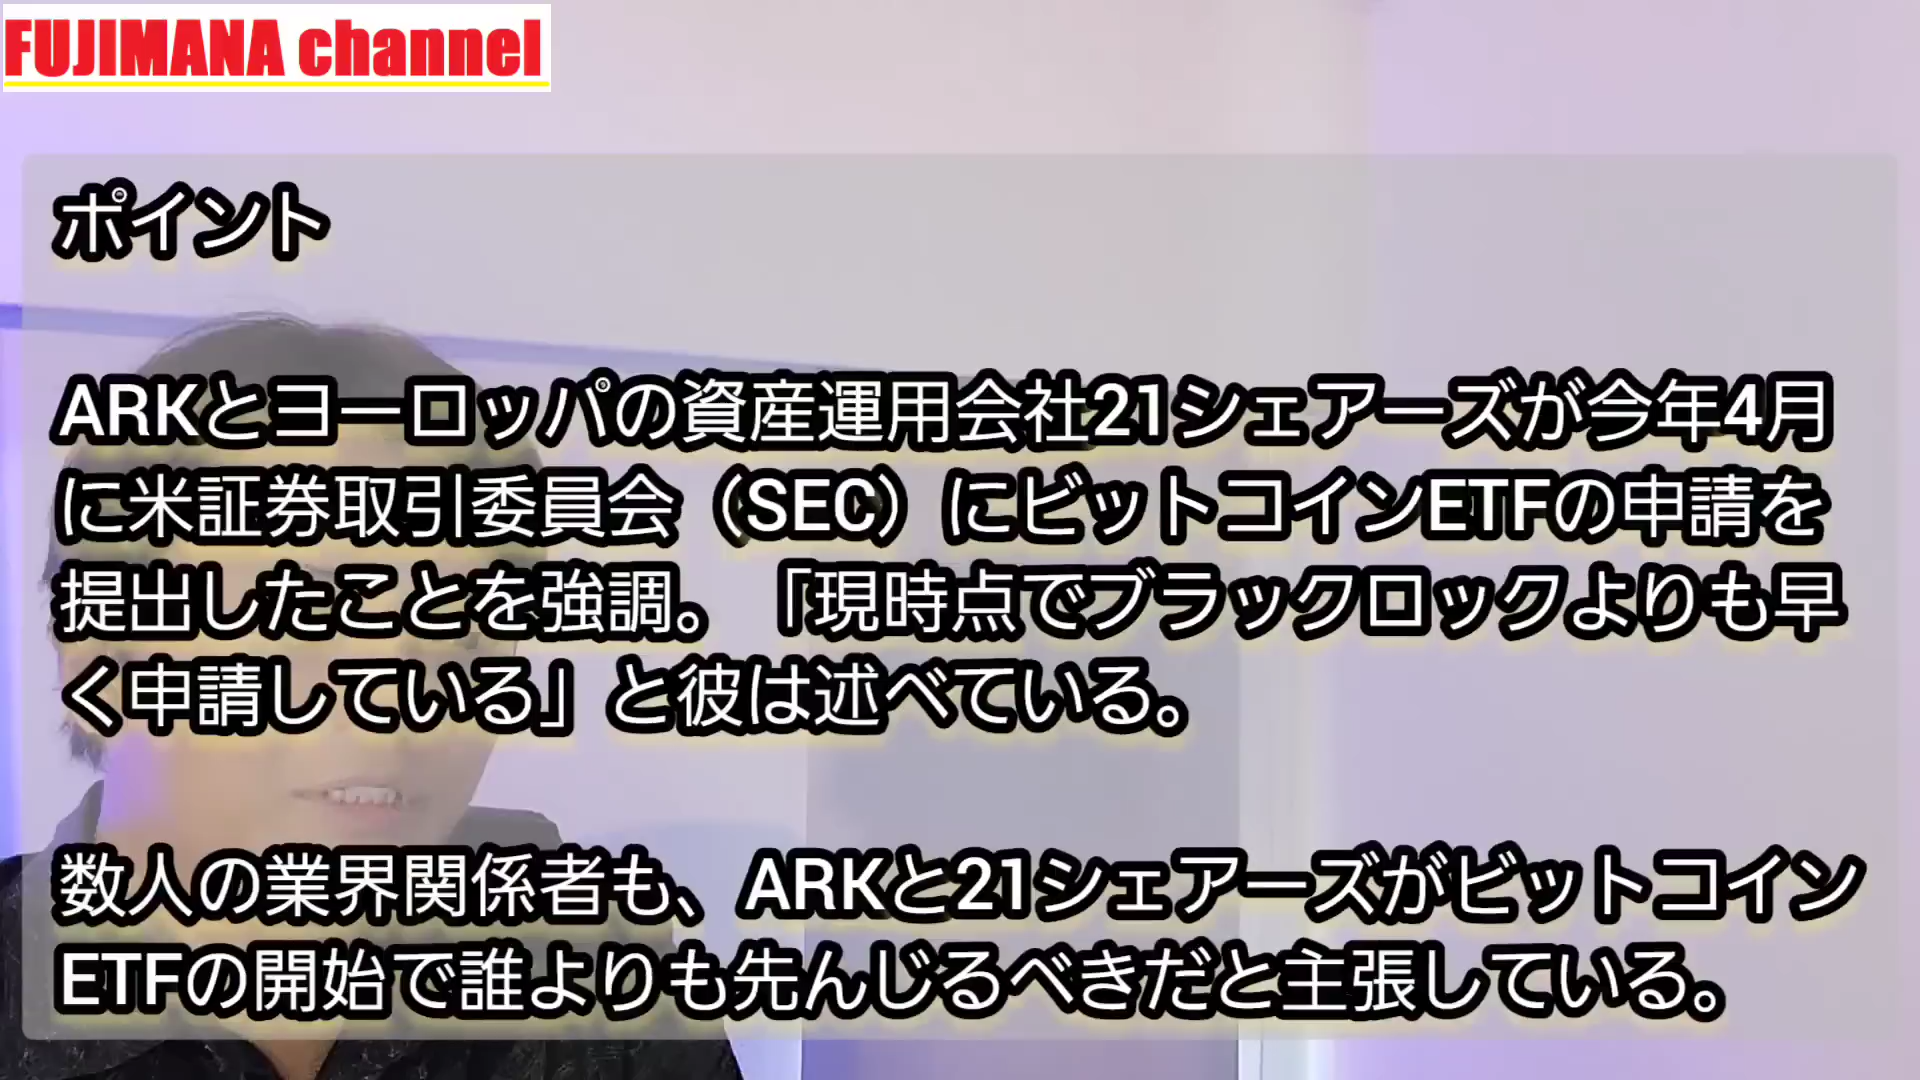 FUJIMANA channel
ポイント
ARKとヨーロッパの資産運用会社21シェアーズが今年4月
に米証券取引委員会（SEC）にビットコインETFの申請を
提出したことを強調。「現時点でブラックロックよりも早
く申請している」と彼は述べている。
数人の業界関係者も、ARKと21シェアーズがビットコイン
ETFの開始で誰よりも先んじるべきだと主張している。